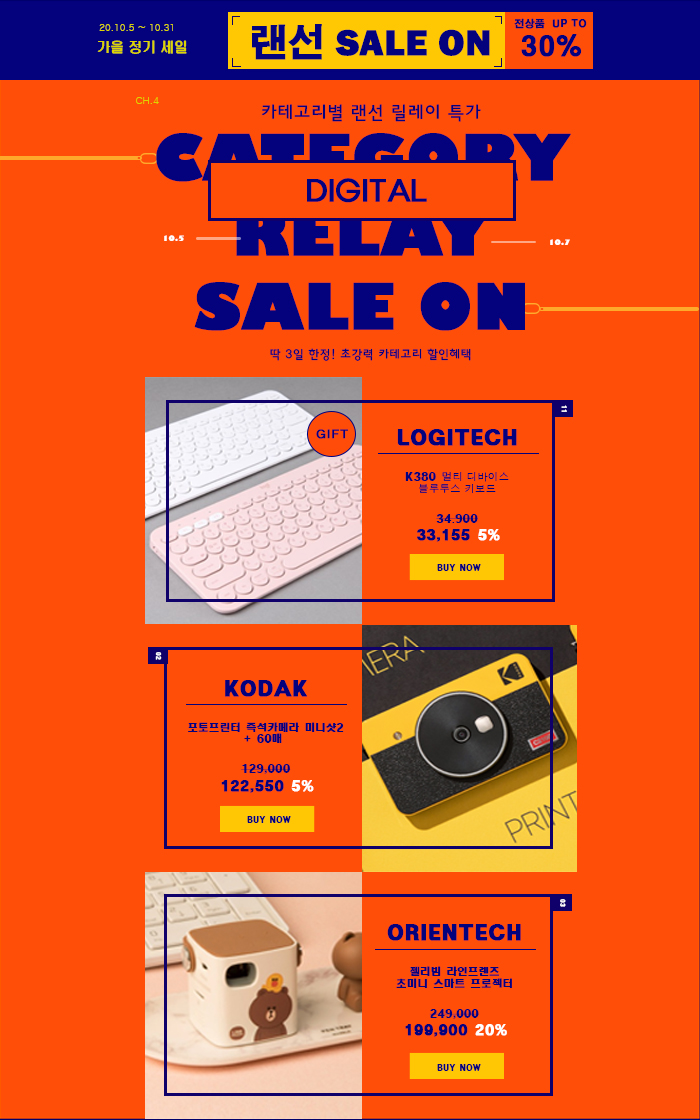 20.10.5 ~ 10.31
가을 정기 세일
랜선 SALE ON
전상품 UP TO
30%
CH.4
카테고리별 랜선 릴레이 특가
CATEGORY
DIGITAL
RELAY
10.5
10.7
SALE ON
딱 3일 한정! 초강력 카테고리 할인혜택
GIFT
11
LOGITECH
K380 멀티 디바이스
블루투스 키보드
34.900
33,155 5%
BUY NOW
02
KODAK
포토프린터 즉석카메라 미니샷2
+ 60매
129.000
122,550 5%
BUY NOW
MERA
KODAK
PRINT
03
ORIENTECH
젤리빔 라인프렌즈
초미니 스마트 프로젝터
249,000
199,900 20%
BUY NOW